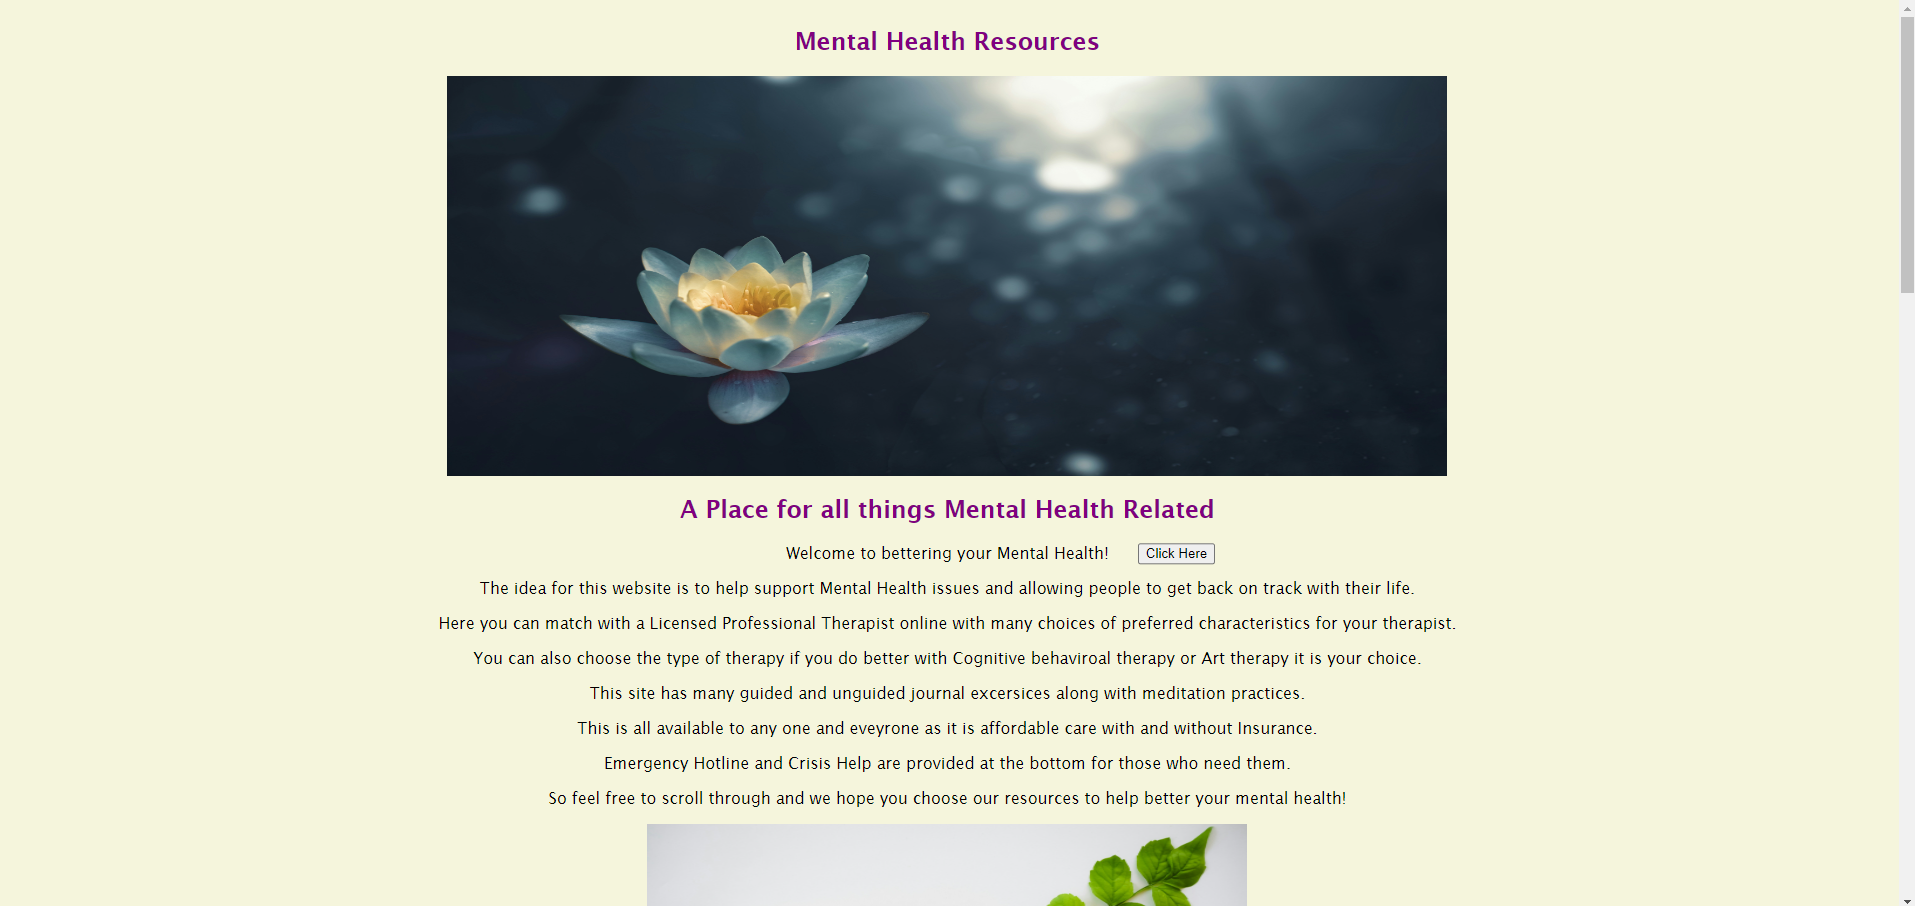 Mental Health Resources
A Place for all things Mental Health Related
Welcome to bettering your Mental Health! Click Here
The idea for this website is to help support Mental Health issues and allowing people to get back on track with their life.
Here you can match with a Licensed Professional Therapist online with many choices of preferred characteristics for your therapist.
You can also choose the type of therapy if you do better with Cognitive behaviroal therapy or Art therapy it is your choice.
This site has many guided and unguided journal excersices along with meditation practices.
This is all available to any one and eveyrone as it is affordable care with and without Insurance.
Emergency Hotline and Crisis Help are provided at the bottom for those who need them.
So feel free to scroll through and we hope you choose our resources to help better your mental health!